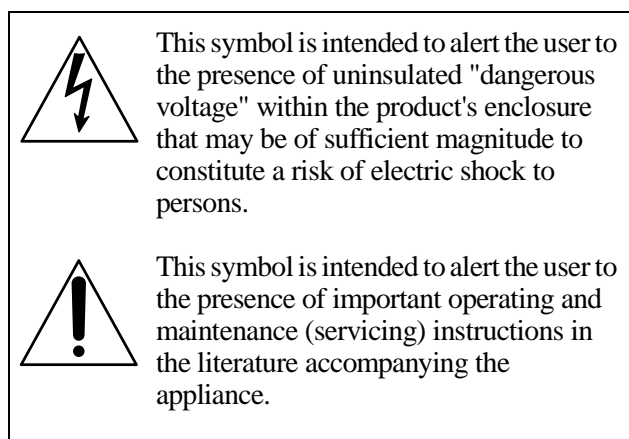 This symbol is intended to alert the user to
the presence of uninsulated "dangerous
voltage" within the product's enclosure
that may be of sufficient magnitude to
constitute a risk of electric shock to
persons.
This symbol is intended to alert the user to
the presence of important operating and
maintenance (servicing) instructions in
the literature accompanying the
appliance.